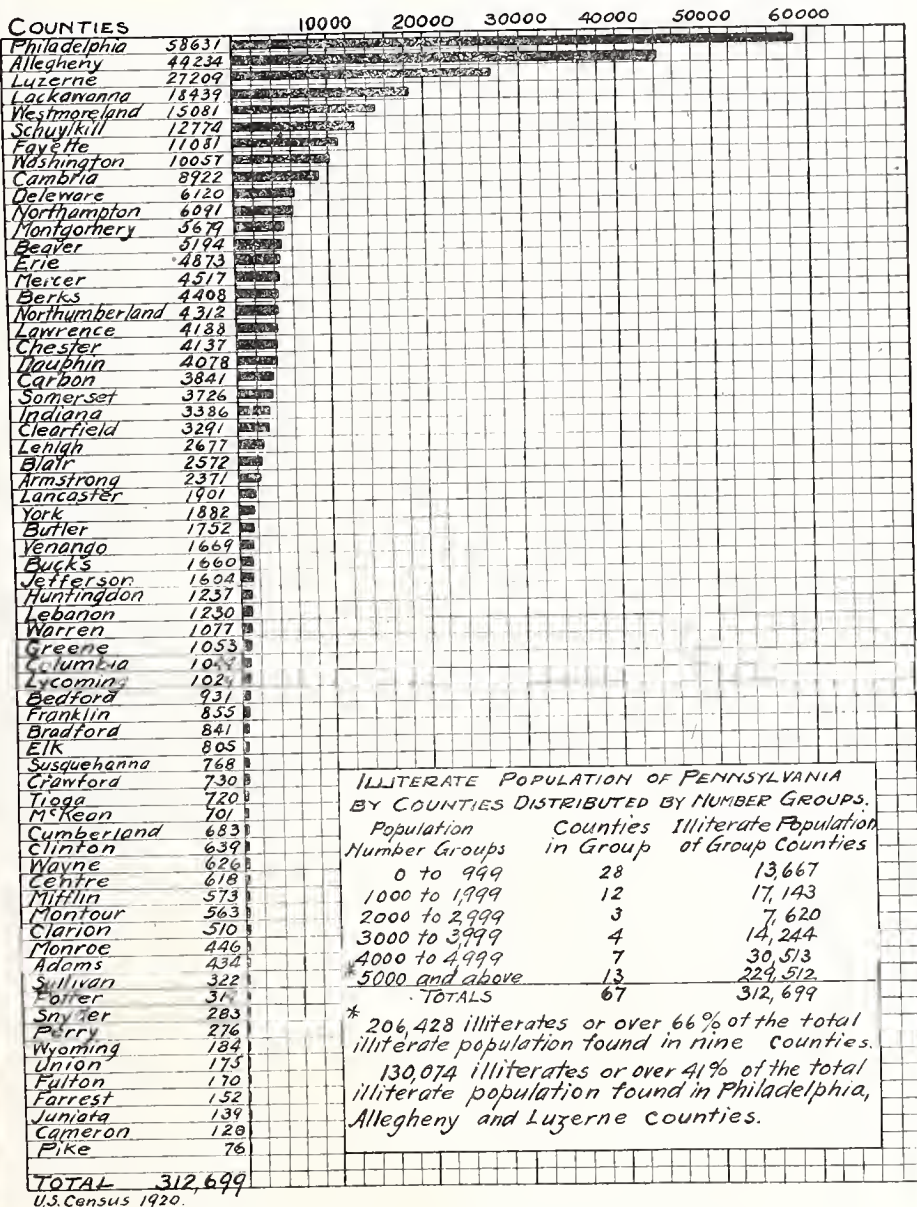 COUNTIES 10000 20000 30000 40000 50000 60000
Philadelphia 58631
Allegheny 44234
Luzerne 27209
Lackawanna 18439
Westmoreland 15081
Schuylkill 12774
Fayette 11081
Washington 10057
Cambria 8922
Deleware 6120
Northampton 6091
Montgomery 5679
Beaver 5194
Erie 4873
Mercer 4517
Berks 4408
Northumberland 4312
Lawrence 4188
Chester 4137
Dauphin 4078
Carbon 3841
Somerset 3726
Indiana 3386
Clearfield 3291
Lehigh 2677
Blair 2572
Armstrong 2371
Lancaster 1901
York 1882
Butler 1752
Venango 1669
Bucks 1660
Jefferson 1604
Huntingdon 1237
Lebanon 1230
Warren 1077
Greene 1053
Columbia
Lycoming
Bedford 931
Franklin 855
Bradford 841
Elk 805
Susquehanna 768
Crawford 730
Tioga 720
McKean 701
Cumberland 683
Clinton 639
Wayne 626
Centre 618
Mifflin 573
Montour 563
Clarion 510
Monroe 446
Adams 434
Sullivan 322
Potter
Snyder 283
Perry 276
Wyoming 184
Union 175
Fulton 170
Farrest 152
Juniata 139
Cameron 128
Pike 76
TOTAL 312,699
U.S. Census 1920.
ILLITERATE POPULATION OF PENNSYLVANIA
BY COUNTIES DISTRIBUTED BY NUMBER GROUPS.
Population Counties Illiterate Population
Number Groups in Group of Group Counties
0 to 999 28 13,667
1000 to 1,999 12 17,143
2000 to 2,999 3 7,620
3000 to 3,999 4 14,244
4000 to 4,999 7 30,513
*5000 and above 13 229,512
TOTALS 67 312,699
* 206,428 illiterates or over 66% of the total
illiterate population found in nine counties.
130,074 illiterates or over 41% of the total
illiterate population found in Philadelphia,
Allegheny and Luzerne counties.